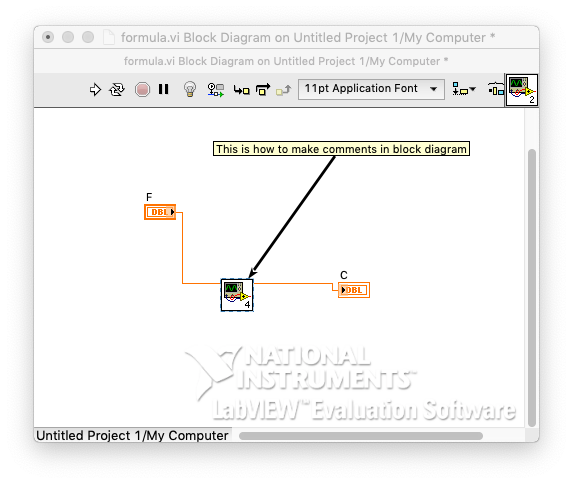 formula.vi Block Diagram on Untitled Project 1/My Computer *
formula.vi Block Diagram on Untitled Project 1/My Computer *
11pt Application Font
2
This is how to make comments in block diagram
F
DBL
C
DBL
4
NATIONAL
INSTRUMENTS™
LabVIEW™ Evaluation Software
Untitled Project 1/My Computer